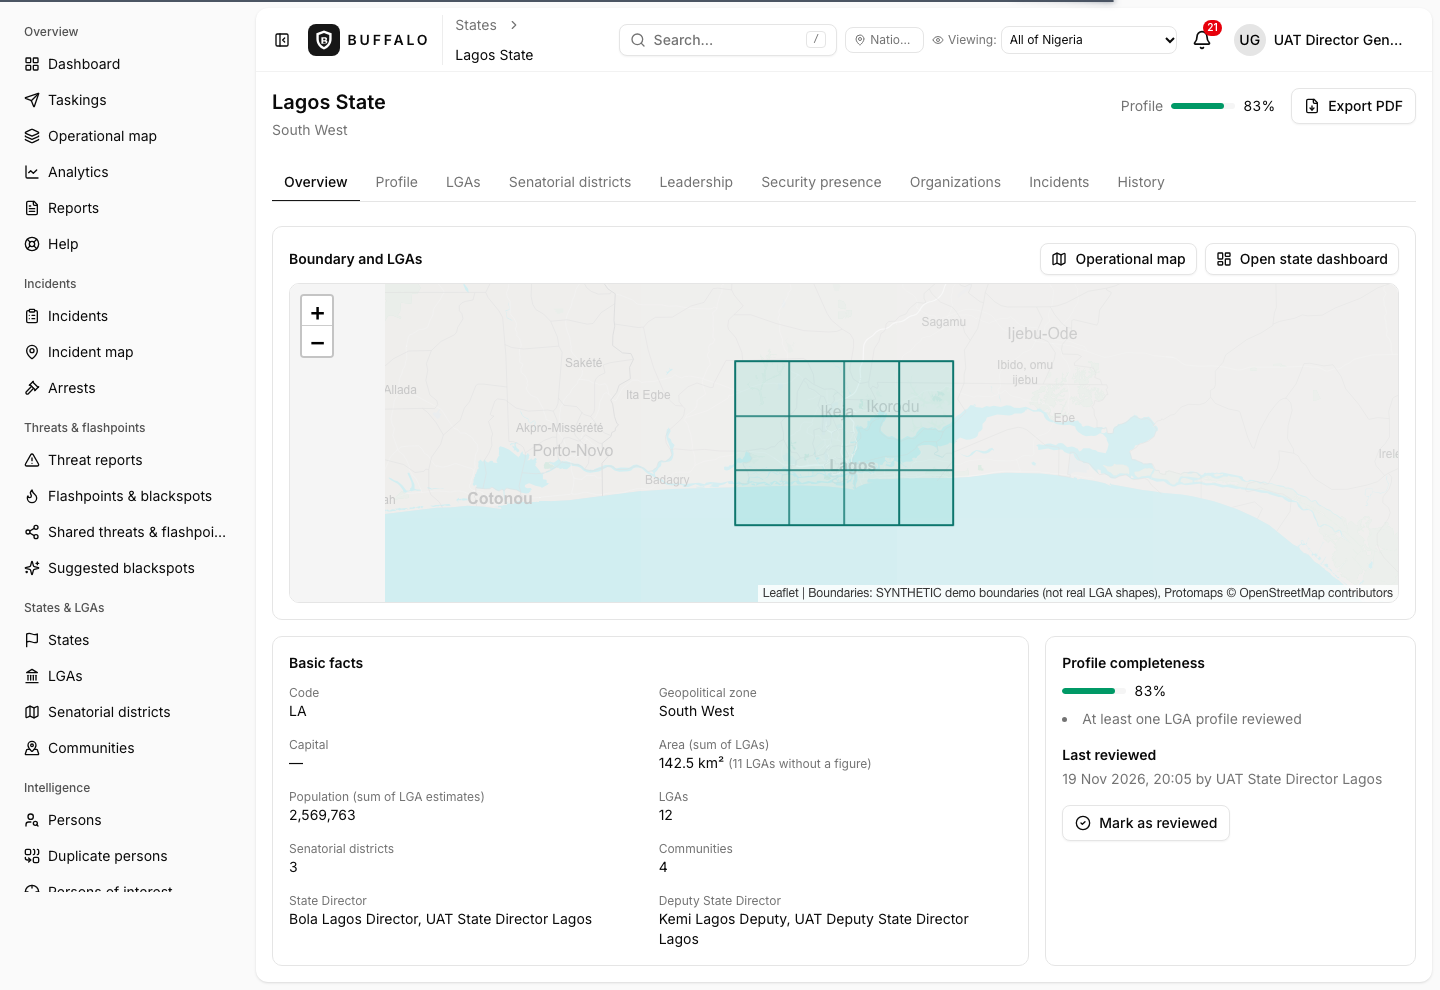 Overview
Dashboard
Taskings
Operational map
Analytics
Reports
Help
Incidents
Incidents
Incident map
Arrests
Threats & flashpoints
Threat reports
Flashpoints & blackspots
Shared threats & flashpoi...
Suggested blackspots
States & LGAs
States
LGAs
Senatorial districts
Communities
Intelligence
Persons
Duplicate persons
Persons of interest
BUFFALO
States
Lagos State
Search...
/
Natio...
Viewing:
All of Nigeria
21
UG
UAT Director Gen...
Lagos State
South West
Profile
83%
Export PDF
Overview
Profile
LGAs
Senatorial districts
Leadership
Security presence
Organizations
Incidents
History
Boundary and LGAs
Operational map
Open state dashboard
+
−
Sagamu
Ijebu-Ode
Sakété
Ibido, omu
ijebu
Allada
Ita Egbe
Ikeja
Ikorodu
Epe
Akpro-Missérété
Porto-Novo
Lagos
Badagry
Cotonou
Leaflet | Boundaries: SYNTHETIC demo boundaries (not real LGA shapes), Protomaps © OpenStreetMap contributors
Basic facts
Code
LA
Geopolitical zone
South West
Capital
—
Area (sum of LGAs)
142.5 km² (11 LGAs without a figure)
Population (sum of LGA estimates)
2,569,763
LGAs
12
Senatorial districts
3
Communities
4
State Director
Bola Lagos Director, UAT State Director Lagos
Deputy State Director
Kemi Lagos Deputy, UAT Deputy State Director
Lagos
Profile completeness
83%
At least one LGA profile reviewed
Last reviewed
19 Nov 2026, 20:05 by UAT State Director Lagos
Mark as reviewed